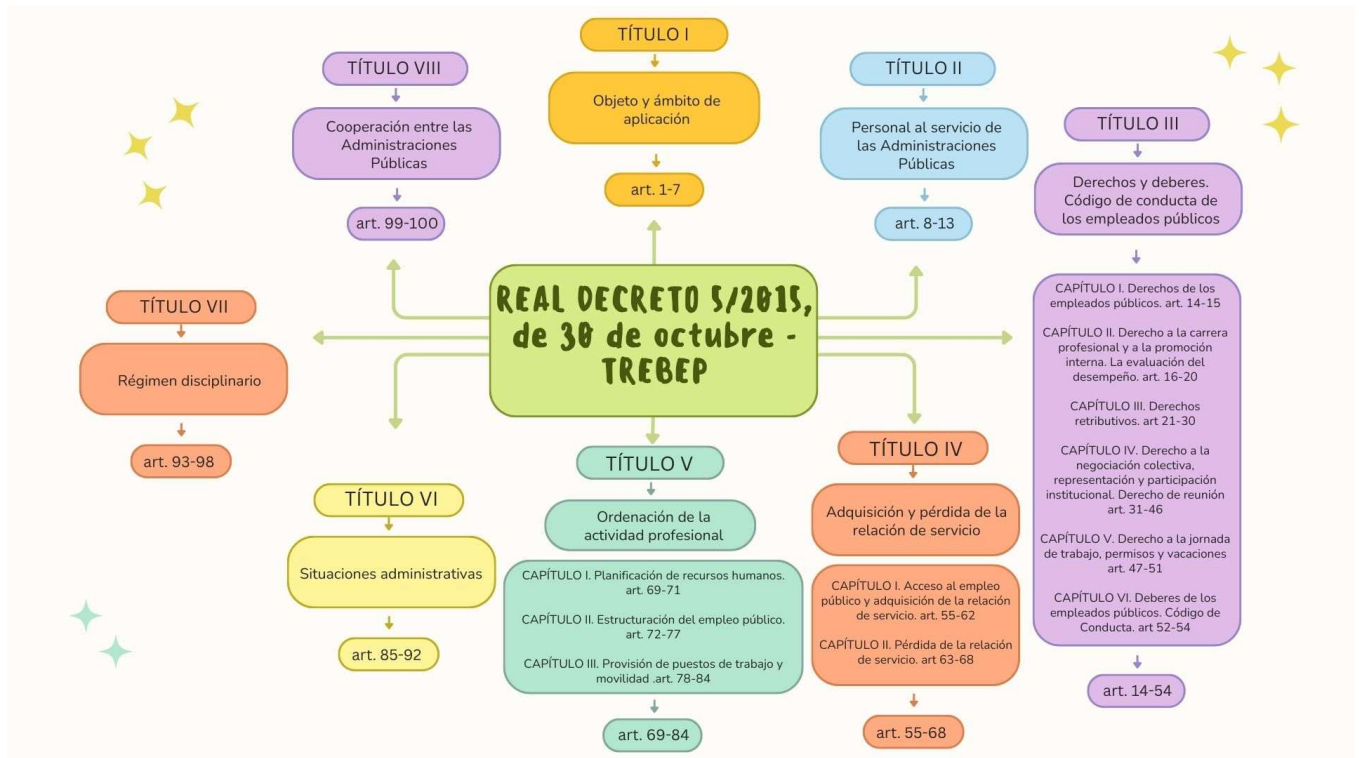 REAL DECRETO 5/2015,
de 30 de octubre -
TREBEP
TÍTULO I
Objeto y ámbito de
aplicación
art. 1-7
TÍTULO II
Personal al servicio de
las Administraciones
Públicas
art. 8-13
TÍTULO III
Derechos y deberes.
Código de conducta de
los empleados públicos
CAPÍTULO I. Derechos de los
empleados públicos. art. 14-15
CAPÍTULO II. Derecho a la carrera
profesional y a la promoción
interna. La evaluación del
desempeño. art. 16-20
CAPÍTULO III. Derechos
retributivos. art 21-30
CAPÍTULO IV. Derecho a la
negociación colectiva,
representación y participación
institucional. Derecho de reunión
art. 31-46
CAPÍTULO V. Derecho a la jornada
de trabajo, permisos y vacaciones
art. 47-51
CAPÍTULO VI. Deberes de los
empleados públicos. Código de
Conducta. art 52-54
art. 14-54
TÍTULO IV
Adquisición y pérdida de la
relación de servicio
CAPÍTULO I. Acceso al empleo
público y adquisición de la relación
de servicio. art. 55-62
CAPÍTULO II. Pérdida de la relación
de servicio. art 63-68
art. 55-68
TÍTULO V
Ordenación de la
actividad profesional
CAPÍTULO I. Planificación de recursos humanos.
art. 69-71
CAPÍTULO II. Estructuración del empleo público.
art. 72-77
CAPÍTULO III. Provisión de puestos de trabajo y
movilidad .art. 78-84
art. 69-84
TÍTULO VI
Situaciones administrativas
art. 85-92
TÍTULO VII
Régimen disciplinario
art. 93-98
TÍTULO VIII
Cooperación entre las
Administraciones
Públicas
art. 99-100